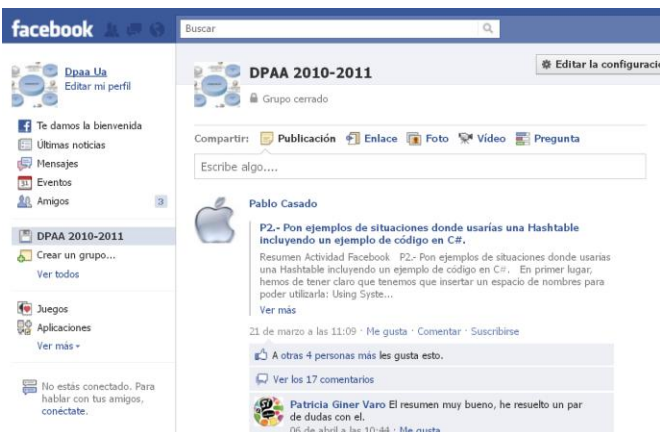 facebook
Buscar
Dpaa Ua
Editar mi perfil
Te damos la bienvenida
Últimas noticias
Mensajes
31 Eventos
Amigos 3
DPAA 2010-2011
Crear un grupo...
Ver todos
Juegos
Aplicaciones
Ver más
No estás conectado. Para
hablar con tus amigos,
conéctate.
DPAA 2010-2011
Editar la configuració
Grupo cerrado
Compartir: Publicación Enlace Foto Vídeo Pregunta
Escribe algo....
Pablo Casado
P2.- Pon ejemplos de situaciones donde usarías una Hashtable
incluyendo un ejemplo de código en C#.
Resumen Actividad Facebook P2.- Pon ejemplos de situaciones donde usarías
una Hashtable incluyendo un ejemplo de código en C#. En primer lugar,
hemos de tener claro que tenemos que insertar un espacio de nombres para
poder utilizarla: Using Syste...
Ver más
21 de marzo a las 11:09 · Me gusta · Comentar · Suscribirse
A otras 4 personas más les gusta esto.
Ver los 17 comentarios
Patricia Giner Varo El resumen muy bueno, he resuelto un par
de dudas con el.
06 de abril a las 10:44 · Me gusta